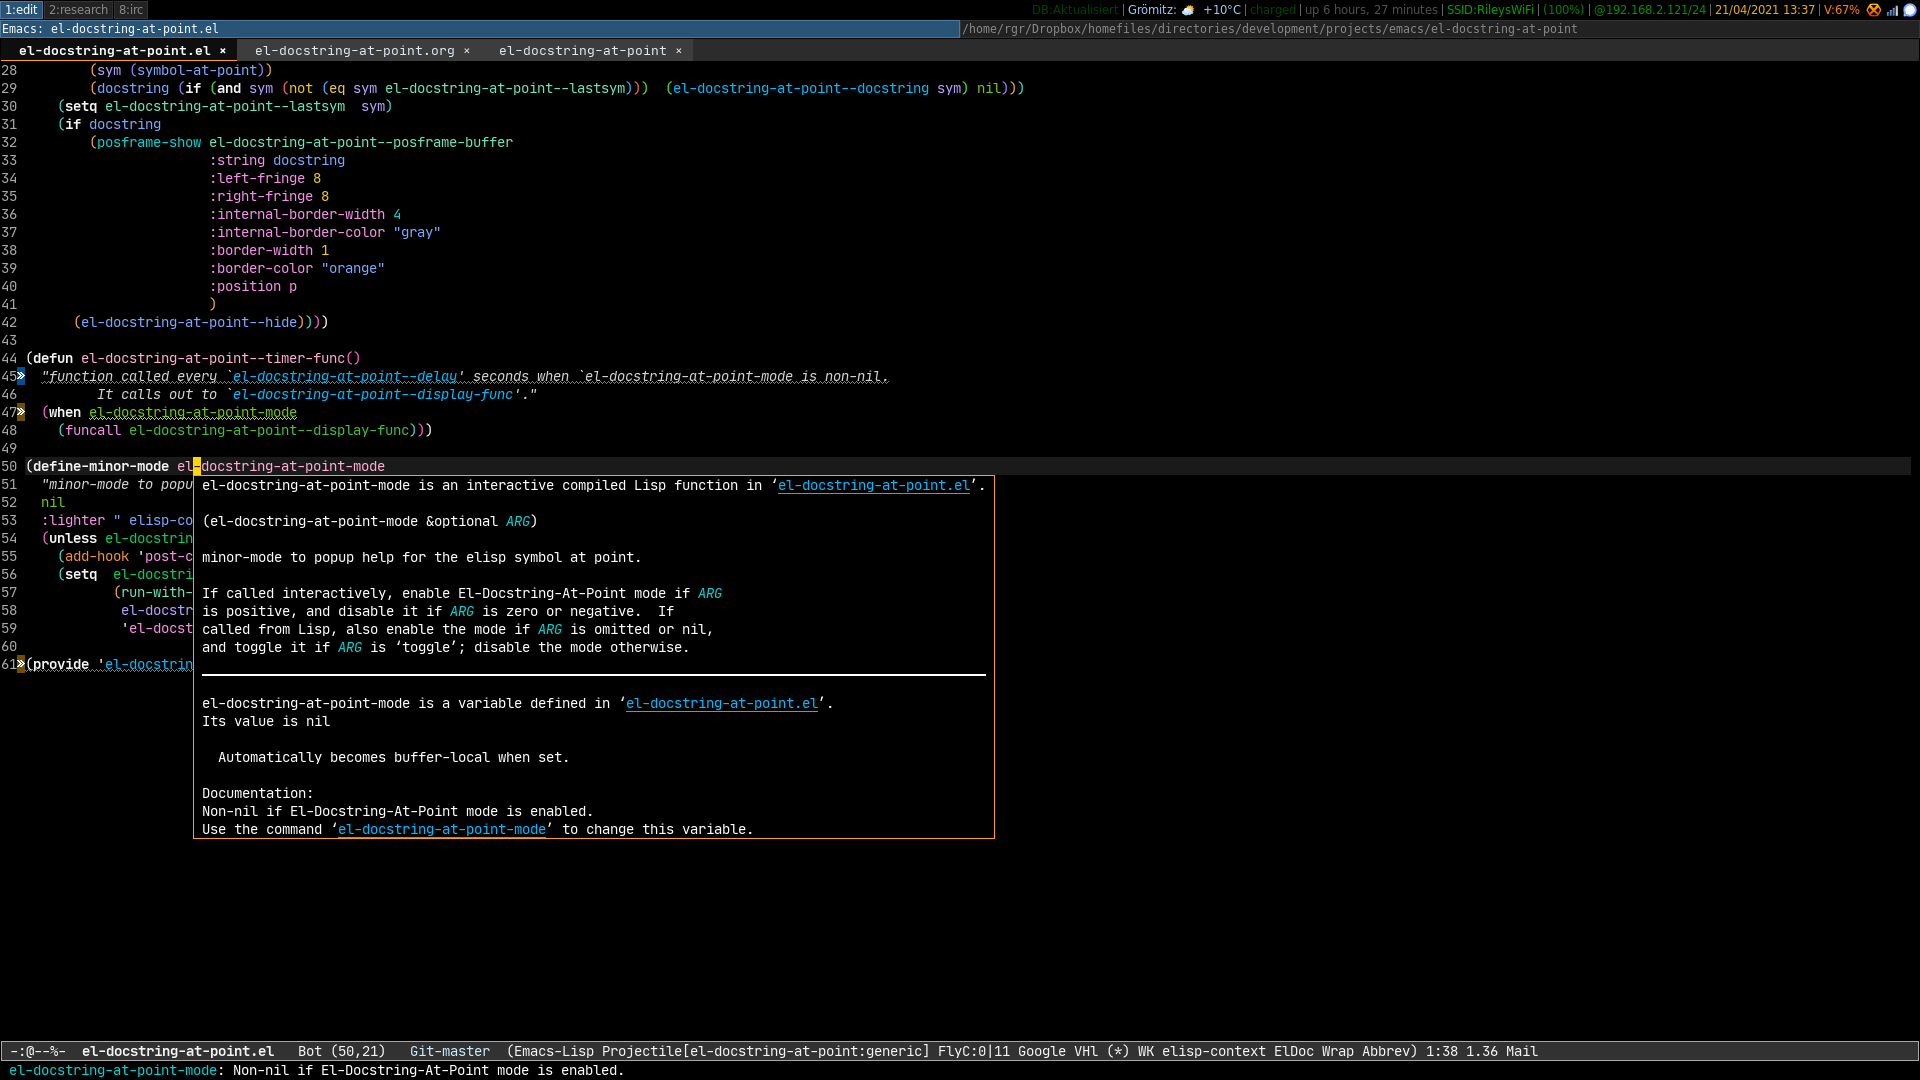 1:edit 2:research 8:irc DB:Aktualisiert | Grömitz: +10°C | charged | up 6 hours, 27 minutes | SSID:RileysWiFi | (100%) | @192.168.2.121/24 | 21/04/2021 13:37 | V:67%
Emacs: el-docstring-at-point.el /home/rgr/Dropbox/homefiles/directories/development/projects/emacs/el-docstring-at-point
el-docstring-at-point.el × el-docstring-at-point.org × el-docstring-at-point ×
28 (sym (symbol-at-point))
29 (docstring (if (and sym (not (eq sym el-docstring-at-point--lastsym))) (el-docstring-at-point--docstring sym) nil)))
30 (setq el-docstring-at-point--lastsym sym)
31 (if docstring
32 (posframe-show el-docstring-at-point--posframe-buffer
33 :string docstring
34 :left-fringe 8
35 :right-fringe 8
36 :internal-border-width 4
37 :internal-border-color "gray"
38 :border-width 1
39 :border-color "orange"
40 :position p
41 )
42 (el-docstring-at-point--hide))))
43
44 (defun el-docstring-at-point--timer-func()
45» "function called every `el-docstring-at-point--delay' seconds when `el-docstring-at-point-mode is non-nil.
46 It calls out to `el-docstring-at-point--display-func'."
47» (when el-docstring-at-point-mode
48 (funcall el-docstring-at-point--display-func)))
49
50 (define-minor-mode el-docstring-at-point-mode
51 "minor-mode to popu
52 nil
53 :lighter " elisp-co
54 (unless el-docstrin
55 (add-hook 'post-c
56 (setq el-docstri
57 (run-with-
58 el-docstr
59 'el-docst
60
61»(provide 'el-docstrin
el-docstring-at-point-mode is an interactive compiled Lisp function in ‘el-docstring-at-point.el’.
(el-docstring-at-point-mode &optional ARG)
minor-mode to popup help for the elisp symbol at point.
If called interactively, enable El-Docstring-At-Point mode if ARG
is positive, and disable it if ARG is zero or negative. If
called from Lisp, also enable the mode if ARG is omitted or nil,
and toggle it if ARG is ‘toggle’; disable the mode otherwise.
el-docstring-at-point-mode is a variable defined in ‘el-docstring-at-point.el’.
Its value is nil
Automatically becomes buffer-local when set.
Documentation:
Non-nil if El-Docstring-At-Point mode is enabled.
Use the command ‘el-docstring-at-point-mode’ to change this variable.
-:@--%- el-docstring-at-point.el Bot (50,21) Git-master (Emacs-Lisp Projectile[el-docstring-at-point:generic] FlyC:0|11 Google VHl (*) WK elisp-context ElDoc Wrap Abbrev) 1:38 1.36 Mail
el-docstring-at-point-mode: Non-nil if El-Docstring-At-Point mode is enabled.